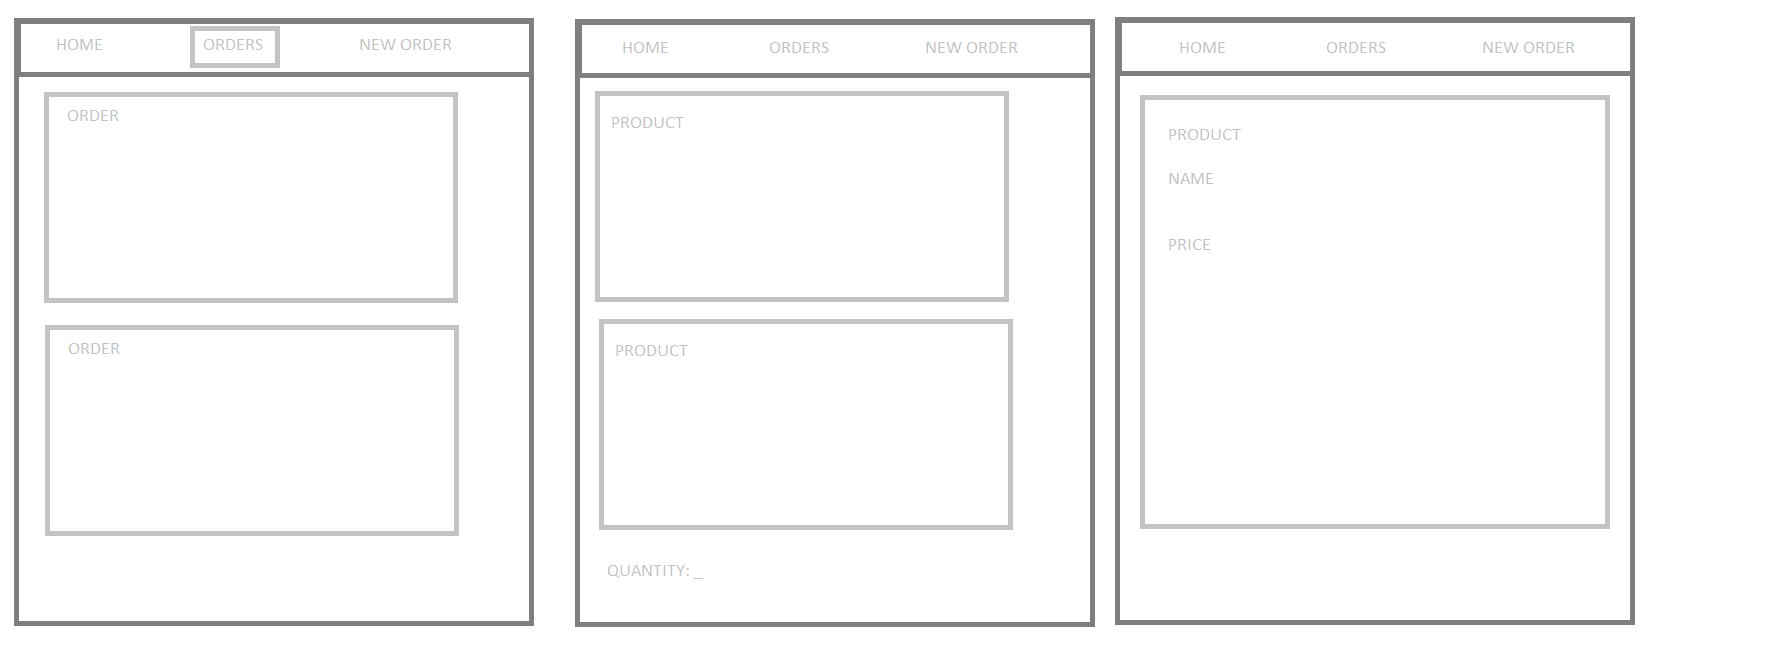 HOME ORDERS NEW ORDER
ORDER
ORDER
HOME ORDERS NEW ORDER
PRODUCT
PRODUCT
QUANTITY: _
HOME ORDERS NEW ORDER
PRODUCT
NAME
PRICE